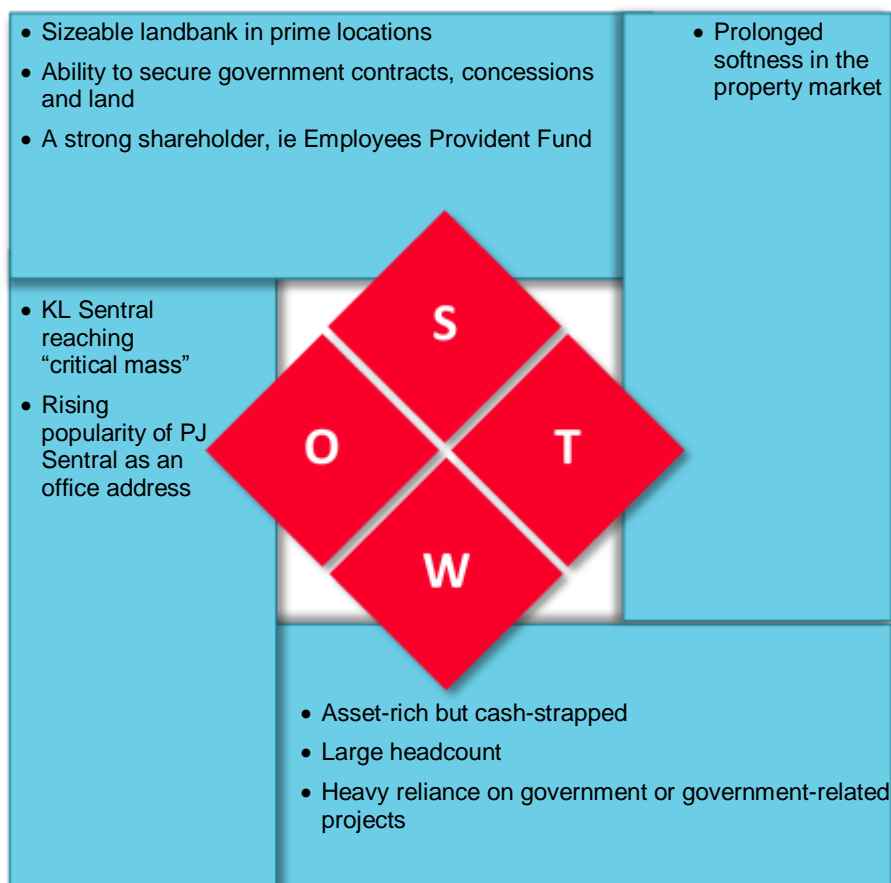 • Sizeable landbank in prime locations
• Ability to secure government contracts, concessions
and land
• A strong shareholder, ie Employees Provident Fund
• Prolonged
softness in the
property market
• KL Sentral
reaching
“critical mass”
• Rising
popularity of PJ
Sentral as an
office address
S
O
T
W
• Asset-rich but cash-strapped
• Large headcount
• Heavy reliance on government or government-related
projects